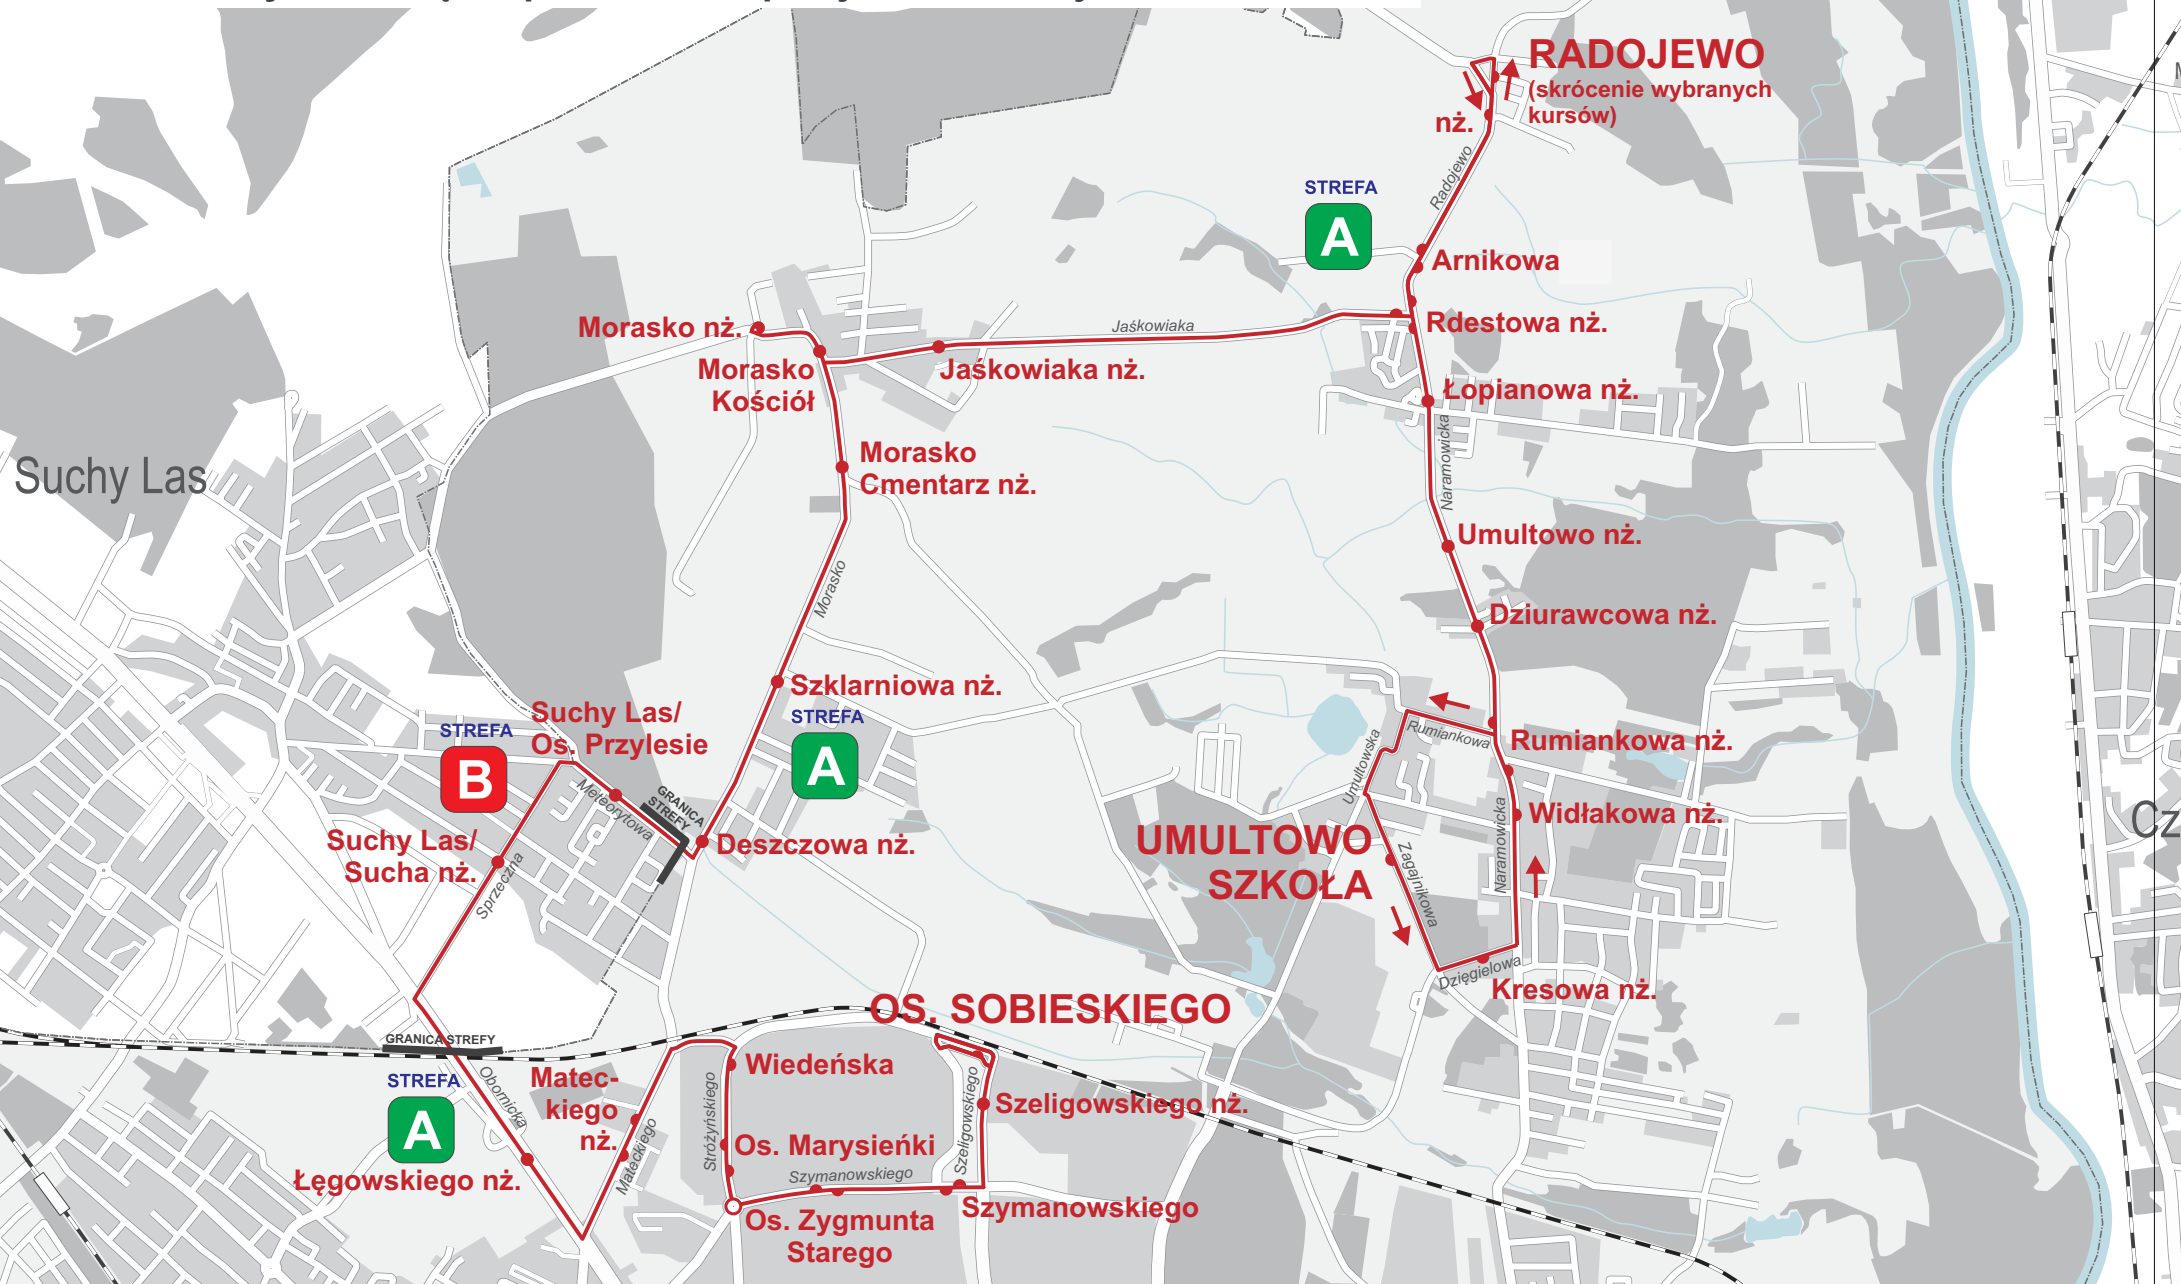 RADOJEWO
(skrócenie wybranych
kursów)
nż.
Radojewo
STREFA
A
Arnikowa
Morasko nż.
Jaśkowiaka
Rdestowa nż.
Morasko
Kościół
Jaśkowiaka nż.
Łopianowa nż.
Naramowicka
Morasko
Cmentarz nż.
Suchy Las
Umultowo nż.
Morasko
Dziurawcowa nż.
Szklarniowa nż.
STREFA
A
Suchy Las/
Os. Przylesie
STREFA
B
Rumiankowa
Rumiankowa nż.
Umultowska
Meteorytowa
GRANICA
STREFY
Widłakowa nż.
Naramowicka
Cz
Suchy Las/
Sucha nż.
Sprzeczna
Deszczowa nż.
UMULTOWO
SZKOŁA
Zagajnikowa
Dzięgielowa
Kresowa nż.
OS. SOBIESKIEGO
GRANICA STREFY
STREFA
A
Obornicka
Matec-
kiego
nż.
Mateckiego
Wiedeńska
Stróżyńskiego
Szeligowskiego
Szeligowskiego nż.
Os. Marysieńki
Szymanowskiego
Łęgowskiego nż.
Szymanowskiego
Os. Zygmunta
Starego